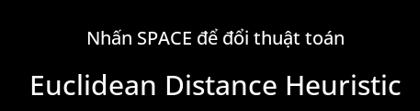 Nhấn SPACE để đổi thuật toán
Euclidean Distance Heuristic